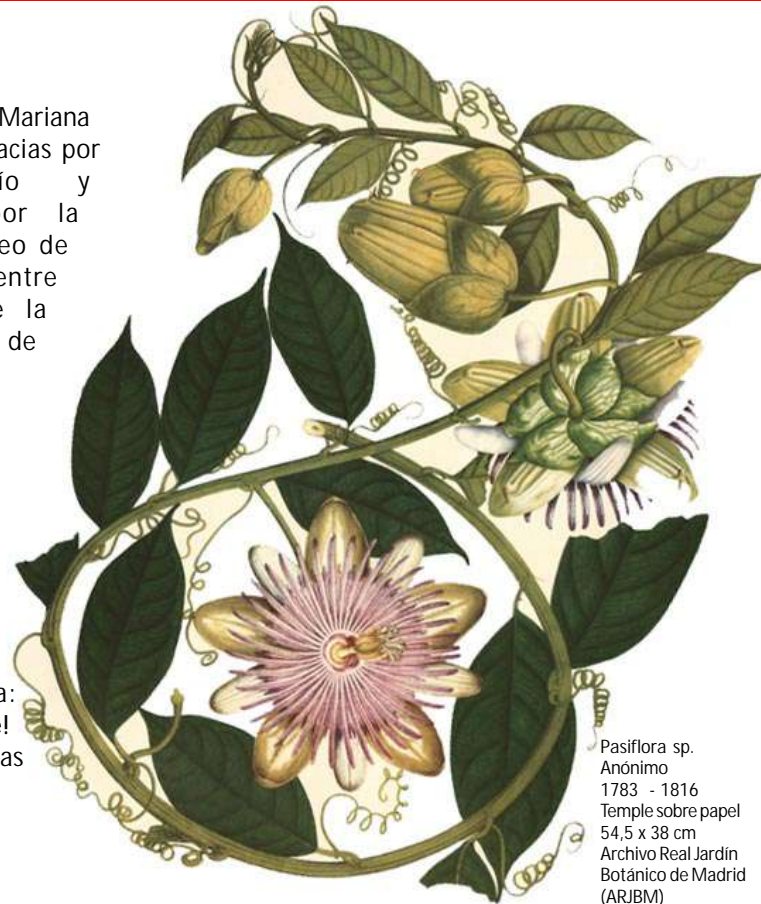 Mariana
acias por
ío y
or la
eo de
entre
e la
de
a:
e!
as
Pasiflora sp.
Anónimo
1783 - 1816
Temple sobre papel
54,5 x 38 cm
Archivo Real Jardín
Botánico de Madrid
(ARJBM)